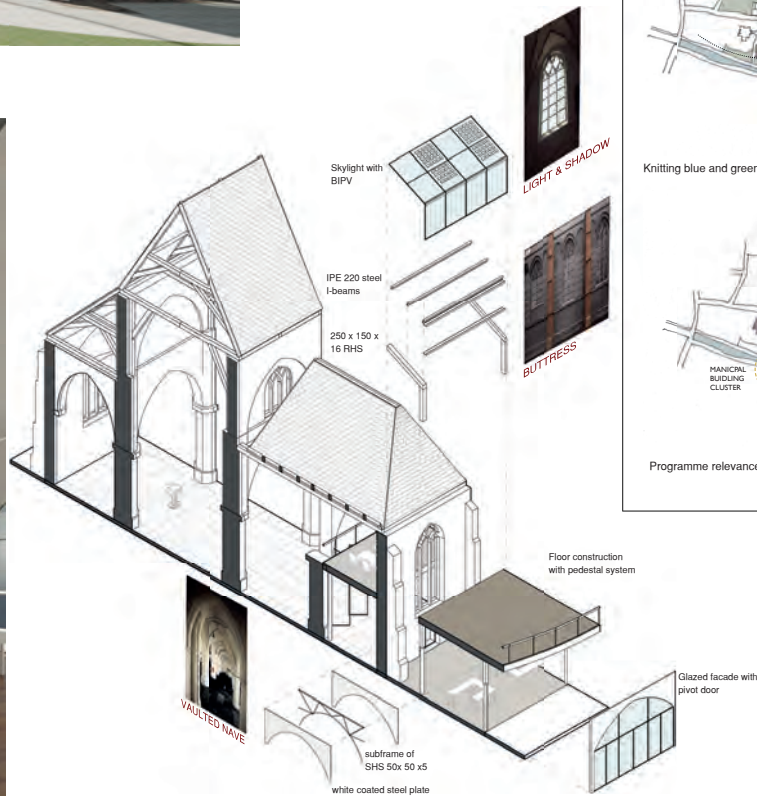 Skylight with
BIPV
LIGHT & SHADOW
IPE 220 steel
I-beams
250 x 150 x
16 RHS
BUTTRESS
Knitting blue and green
MANICPAL
BUIDLING
CLUSTER
Programme relevance
Floor construction
with pedestal system
Glazed facade with
pivot door
VAULTED NAVE
subframe of
SHS 50x 50 x5
white coated steel plate